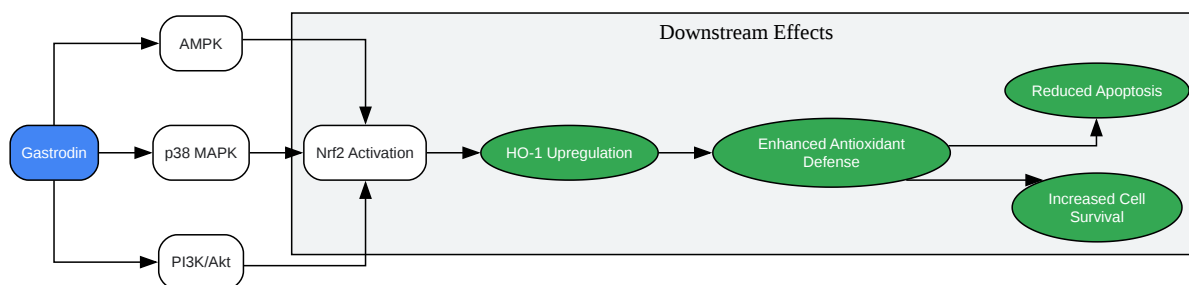 Downstream Effects
AMPK
Gastrodin
p38 MAPK
PI3K/Akt
Nrf2 Activation
HO-1 Upregulation
Enhanced Antioxidant
Defense
Reduced Apoptosis
Increased Cell
Survival